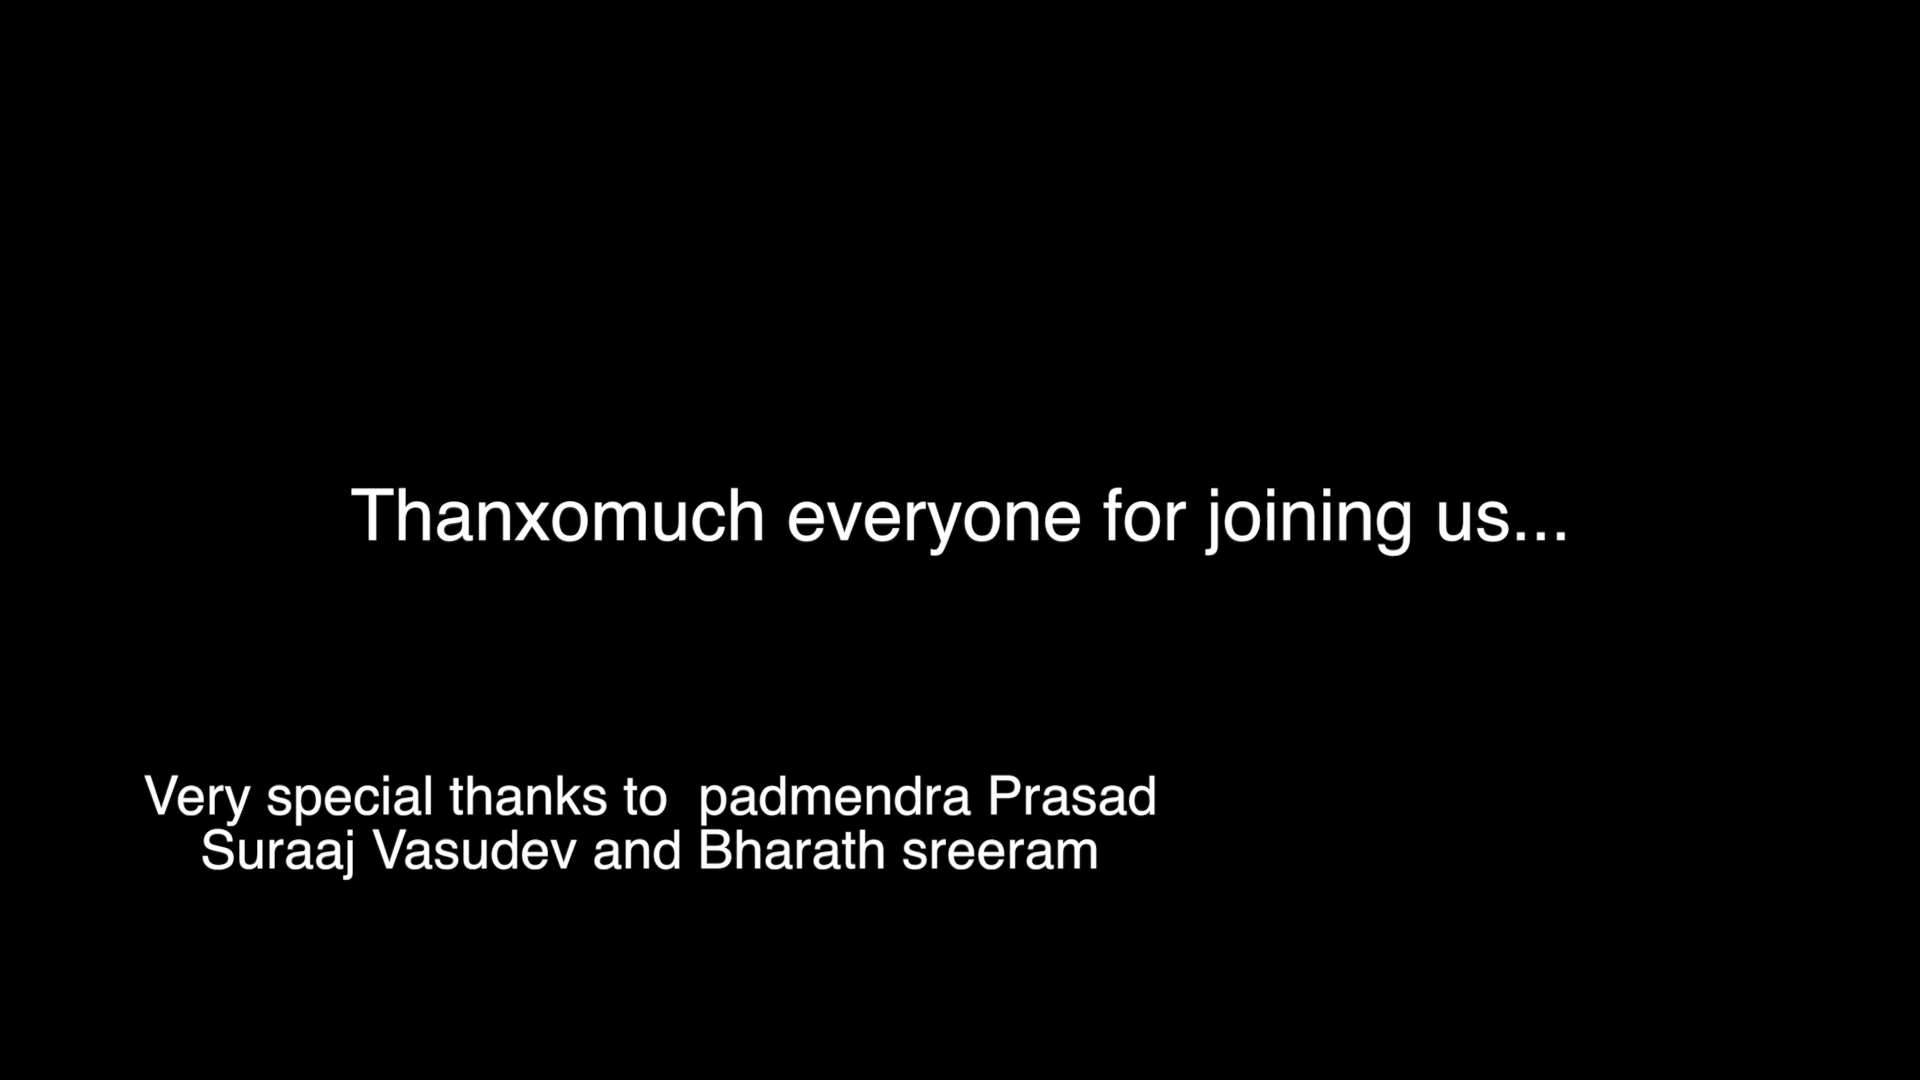 Thanxomuch everyone for joining us...
Very special thanks to  padmendra Prasad
Suraaj Vasudev and Bharath sreeram